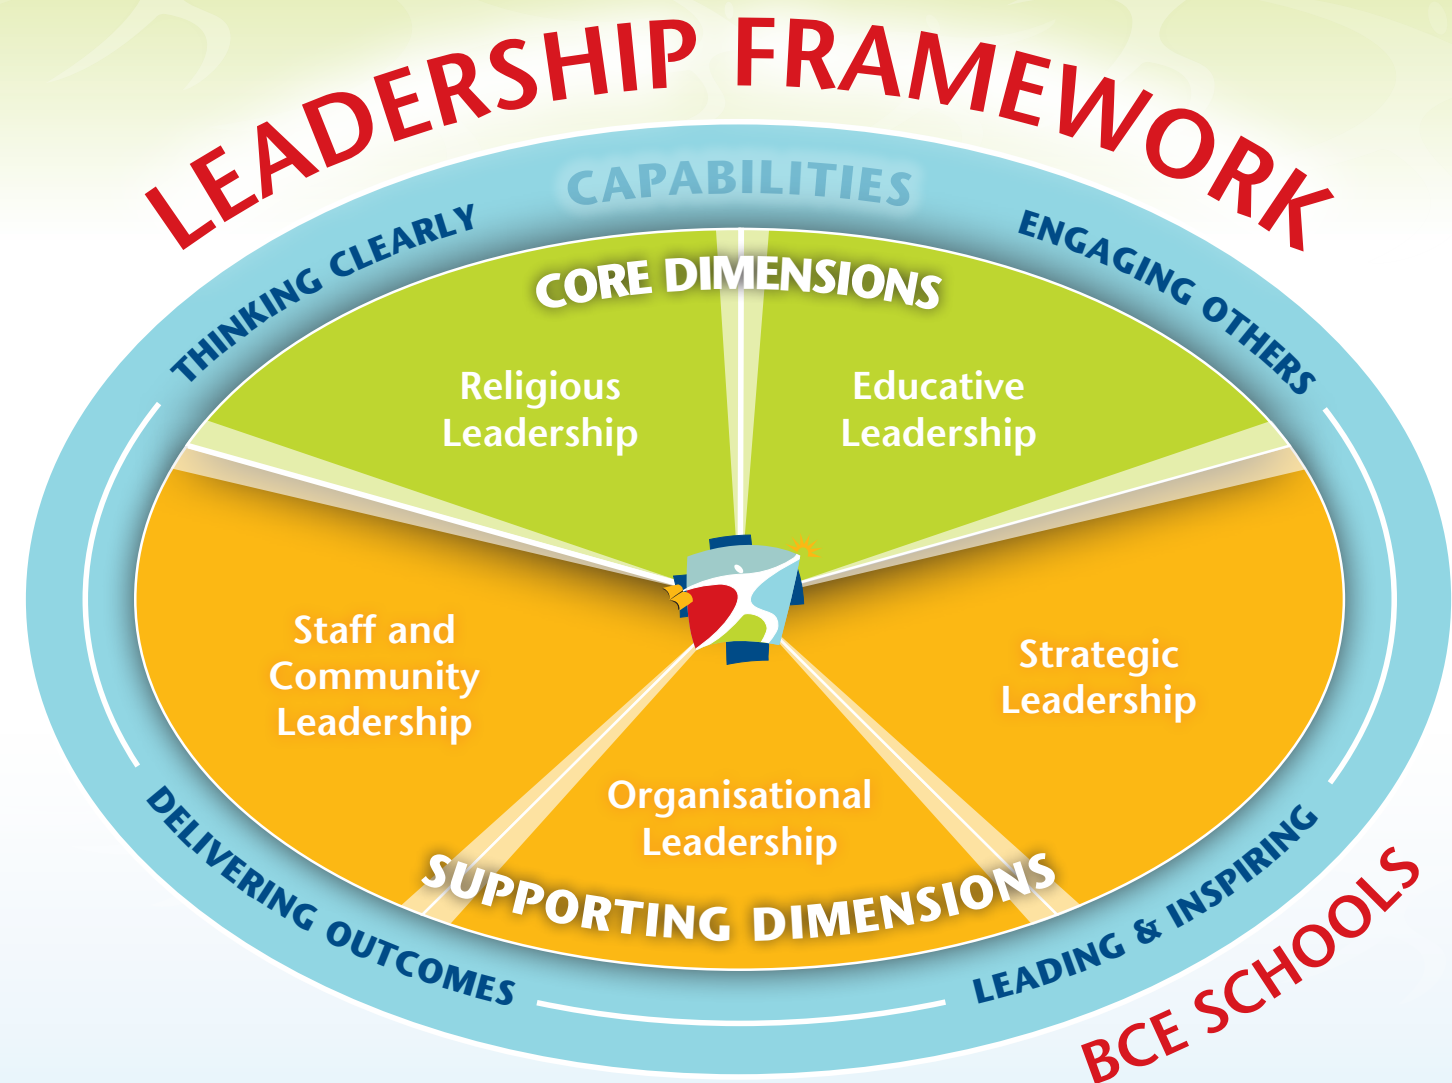 LEADERSHIP FRAMEWORK
CAPABILITIES
THINKING CLEARLY
ENGAGING OTHERS
CORE DIMENSIONS
Religious
Leadership
Educative
Leadership
Staff and
Community
Leadership
Strategic
Leadership
Organisational
Leadership
SUPPORTING DIMENSIONS
DELIVERING OUTCOMES
LEADING & INSPIRING
BCE SCHOOLS